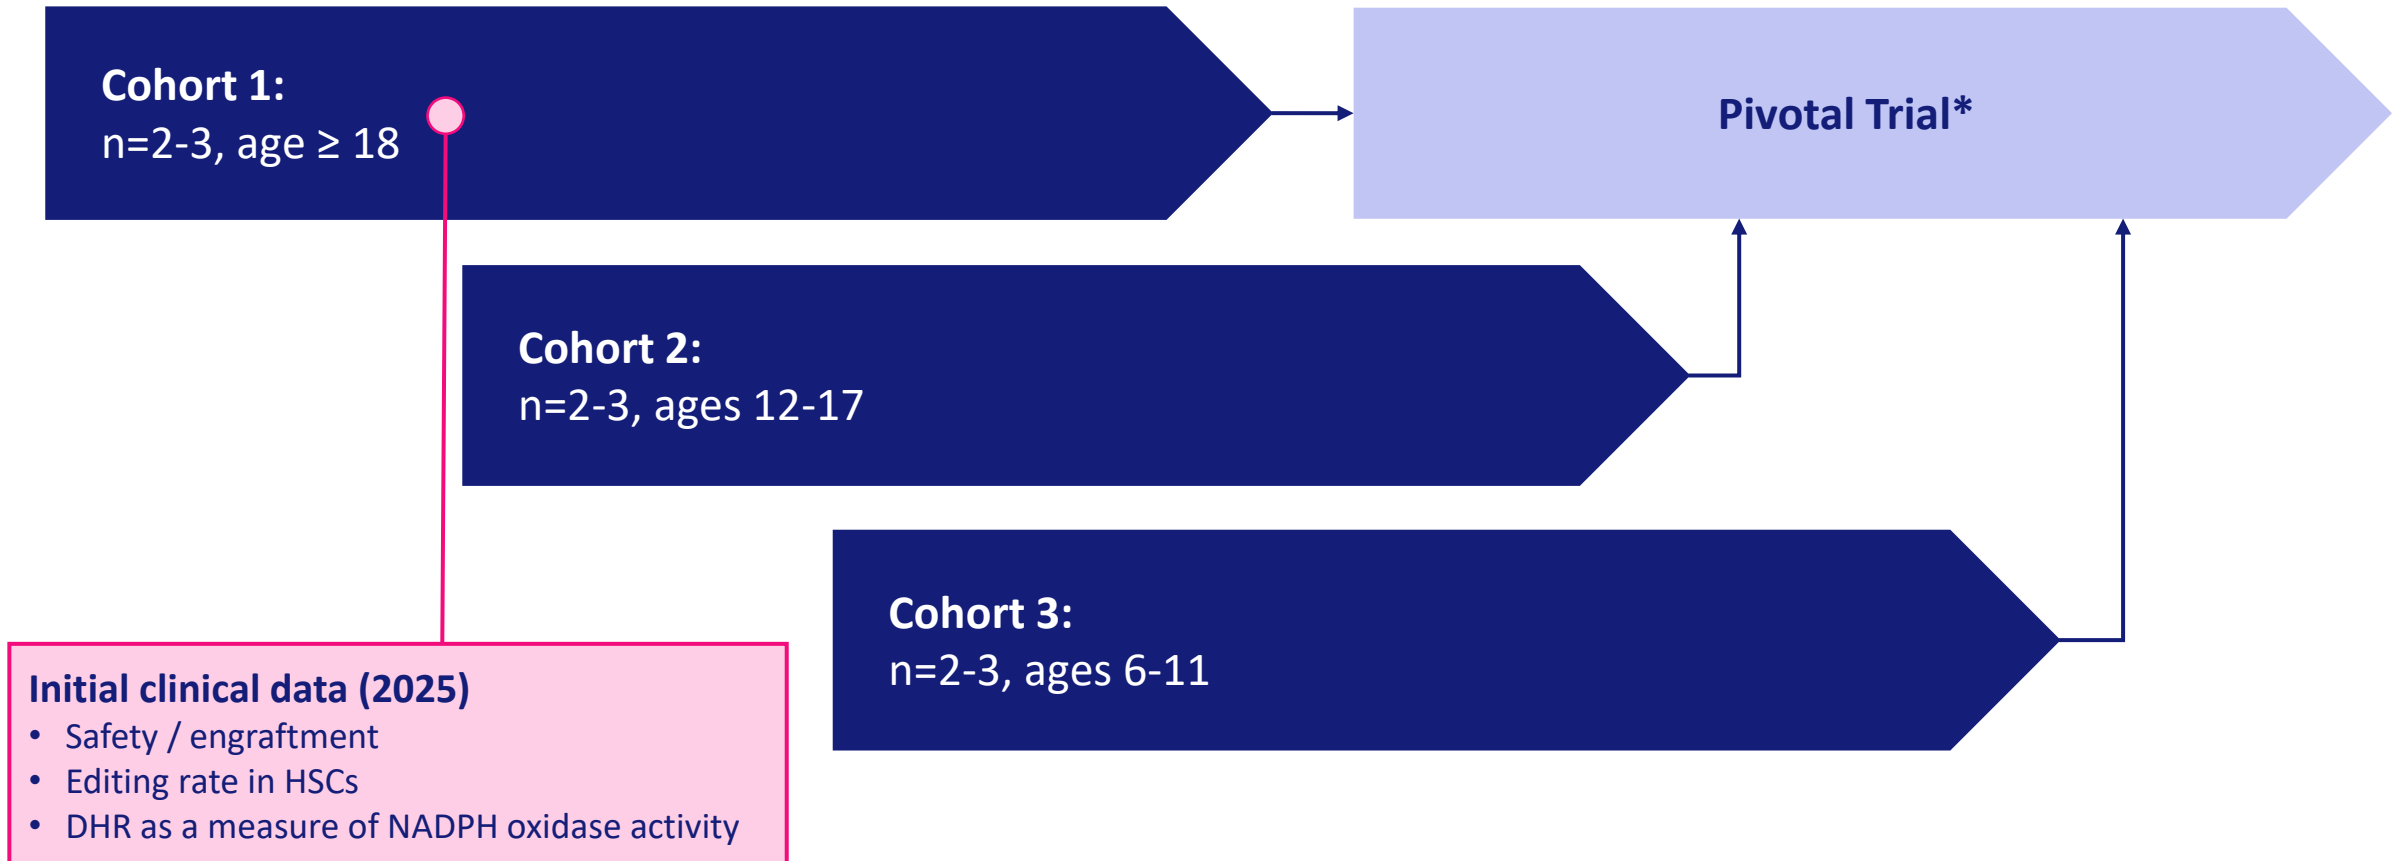 Cohort 1:
n=2-3, age ≥ 18
Pivotal Trial*
Cohort 2:
n=2-3, ages 12-17
Cohort 3:
n=2-3, ages 6-11
Initial clinical data (2025)
• Safety / engraftment
• Editing rate in HSCs
• DHR as a measure of NADPH oxidase activity